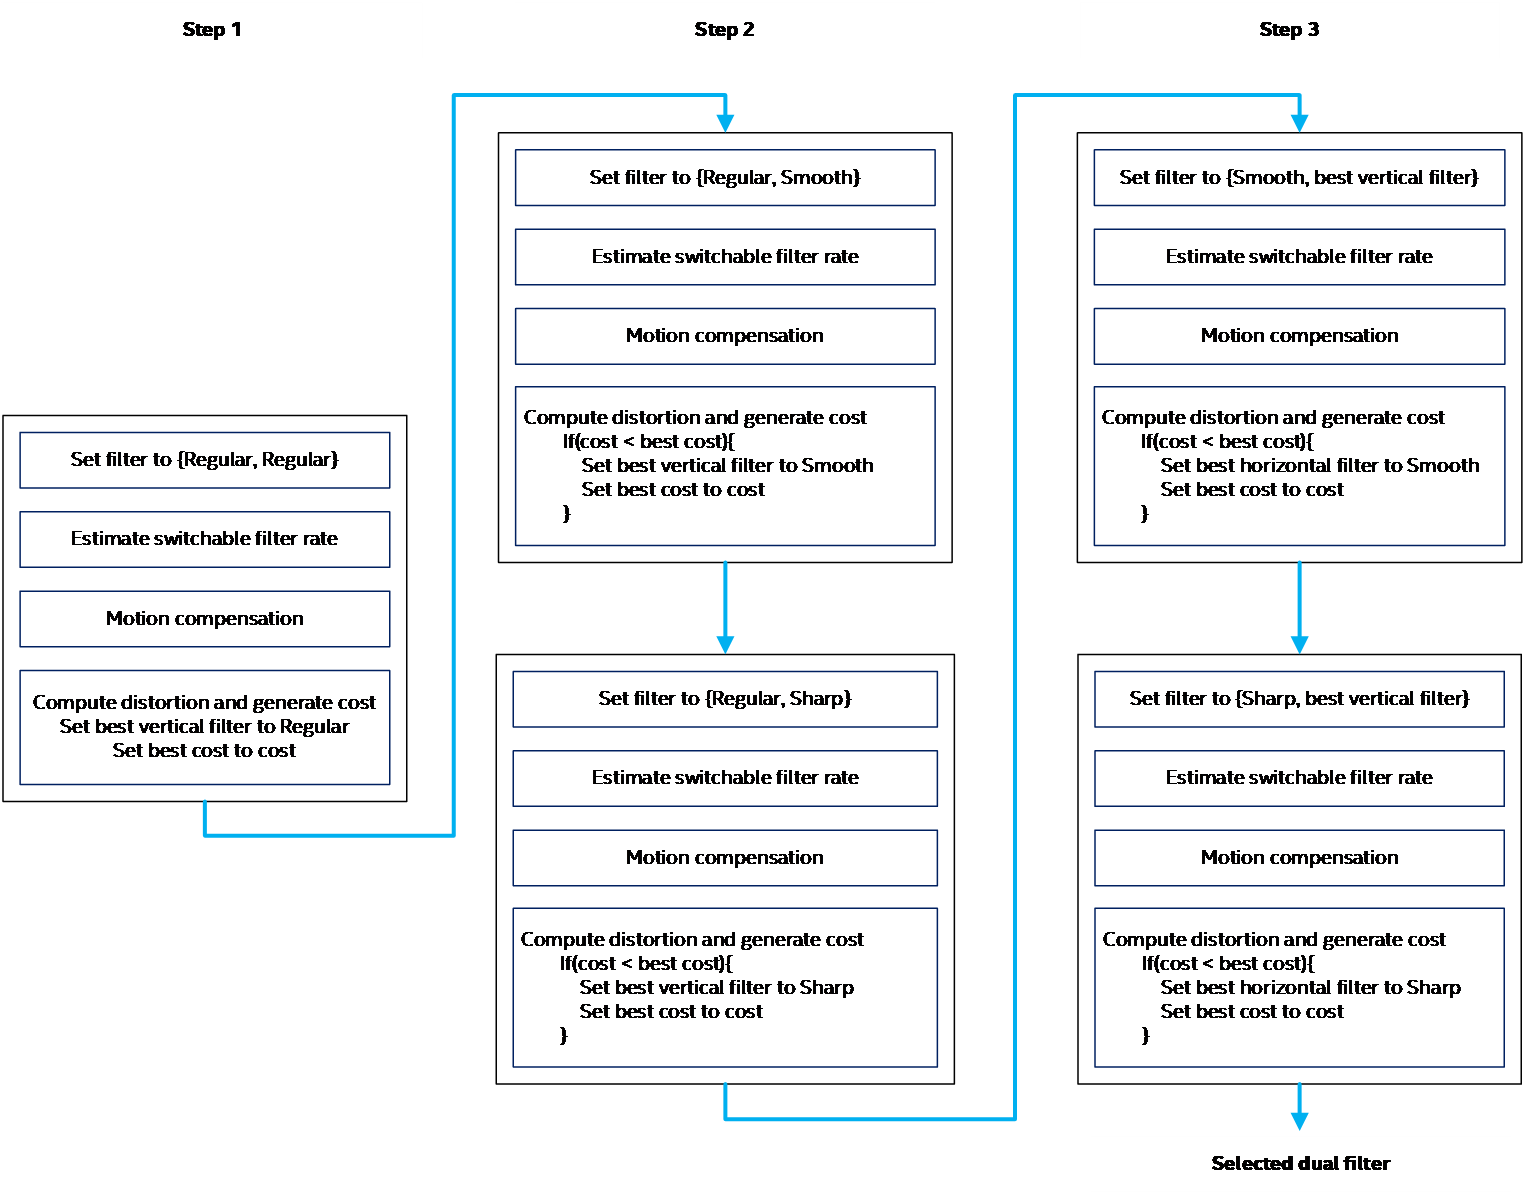 Step 1
Set filter to {Regular, Regular}
Estimate switchable filter rate
Motion compensation
Compute distortion and generate cost
Set best vertical filter to Regular
Set best cost to cost
Step 2
Set filter to {Regular, Smooth}
Estimate switchable filter rate
Motion compensation
Compute distortion and generate cost
If(cost < best cost){
Set best vertical filter to Smooth
Set best cost to cost
}
Set filter to {Regular, Sharp}
Estimate switchable filter rate
Motion compensation
Compute distortion and generate cost
If(cost < best cost){
Set best vertical filter to Sharp
Set best cost to cost
}
Step 3
Set filter to {Smooth, best vertical filter}
Estimate switchable filter rate
Motion compensation
Compute distortion and generate cost
If(cost < best cost){
Set best horizontal filter to Smooth
Set best cost to cost
}
Set filter to {Sharp, best vertical filter}
Estimate switchable filter rate
Motion compensation
Compute distortion and generate cost
If(cost < best cost){
Set best horizontal filter to Sharp
Set best cost to cost
}
Selected dual filter